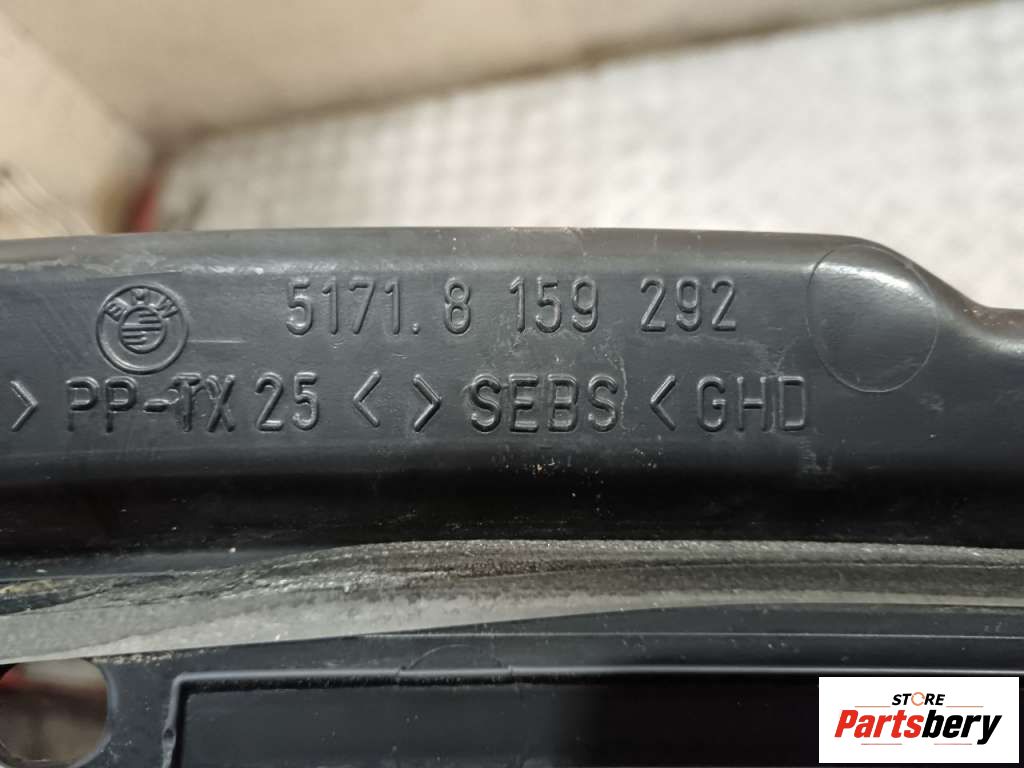 BMW
5171. 8 159 292
> PP-TX 25 < > SEBS < GHD
STORE
Partsbery